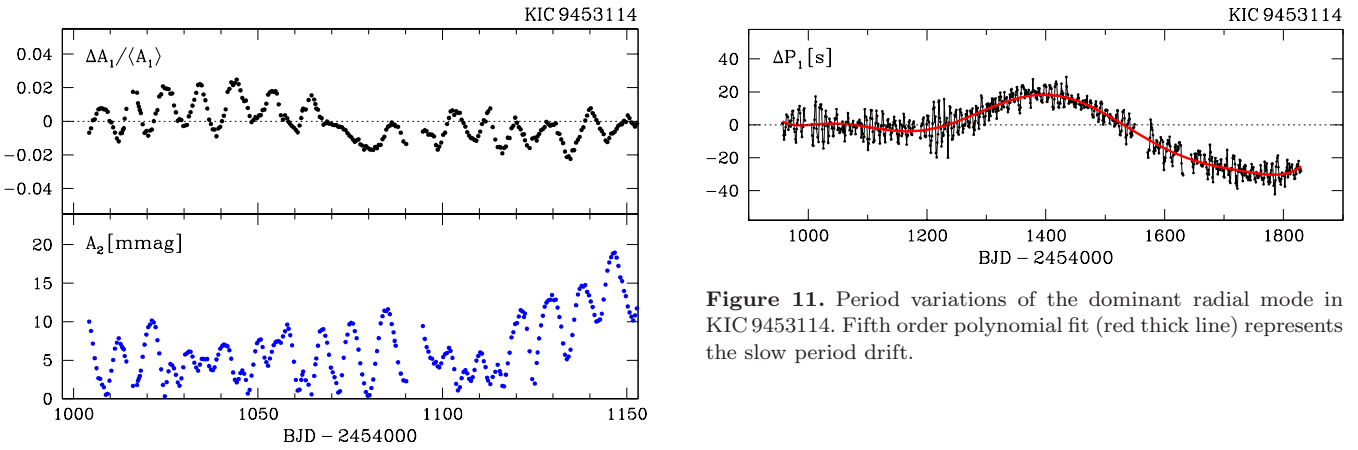 KIC 9453114
ΔA₁/⟨A₁⟩
0.04
0.02
0
−0.02
−0.04
A₂[mmag]
20
15
10
5
0
1000 1050 1100 1150
BJD − 2454000
KIC 9453114
ΔP₁[s]
40
20
0
−20
−40
1000 1200 1400 1600 1800
BJD − 2454000
Figure 11. Period variations of the dominant radial mode in
KIC 9453114. Fifth order polynomial fit (red thick line) represents
the slow period drift.